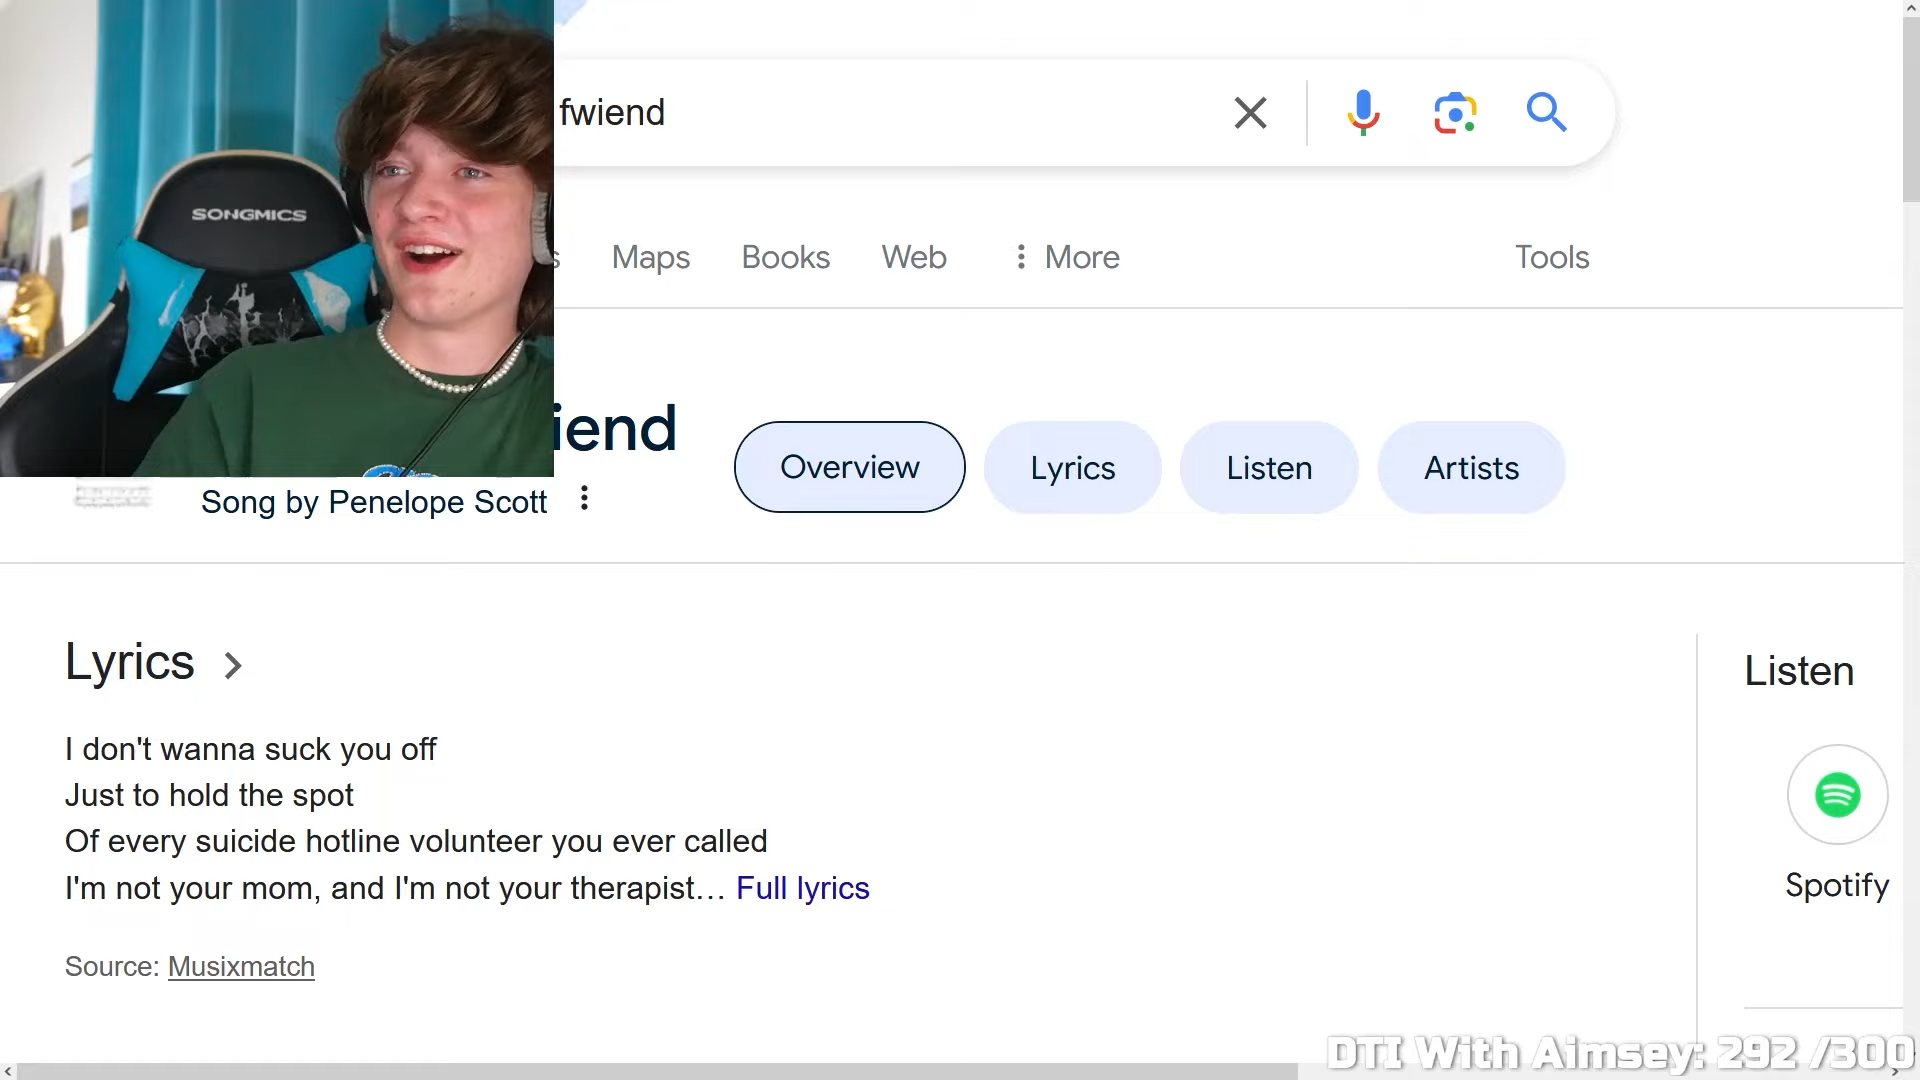 SONGMICS
fwiend
s Maps Books Web More Tools
iend
Overview Lyrics Listen Artists
Song by Penelope Scott
Lyrics
I don't wanna suck you off
Just to hold the spot
Of every suicide hotline volunteer you ever called
I'm not your mom, and I'm not your therapist… Full lyrics
Source: Musixmatch
Listen
Spotify
DTI With Aimsey: 292 /300